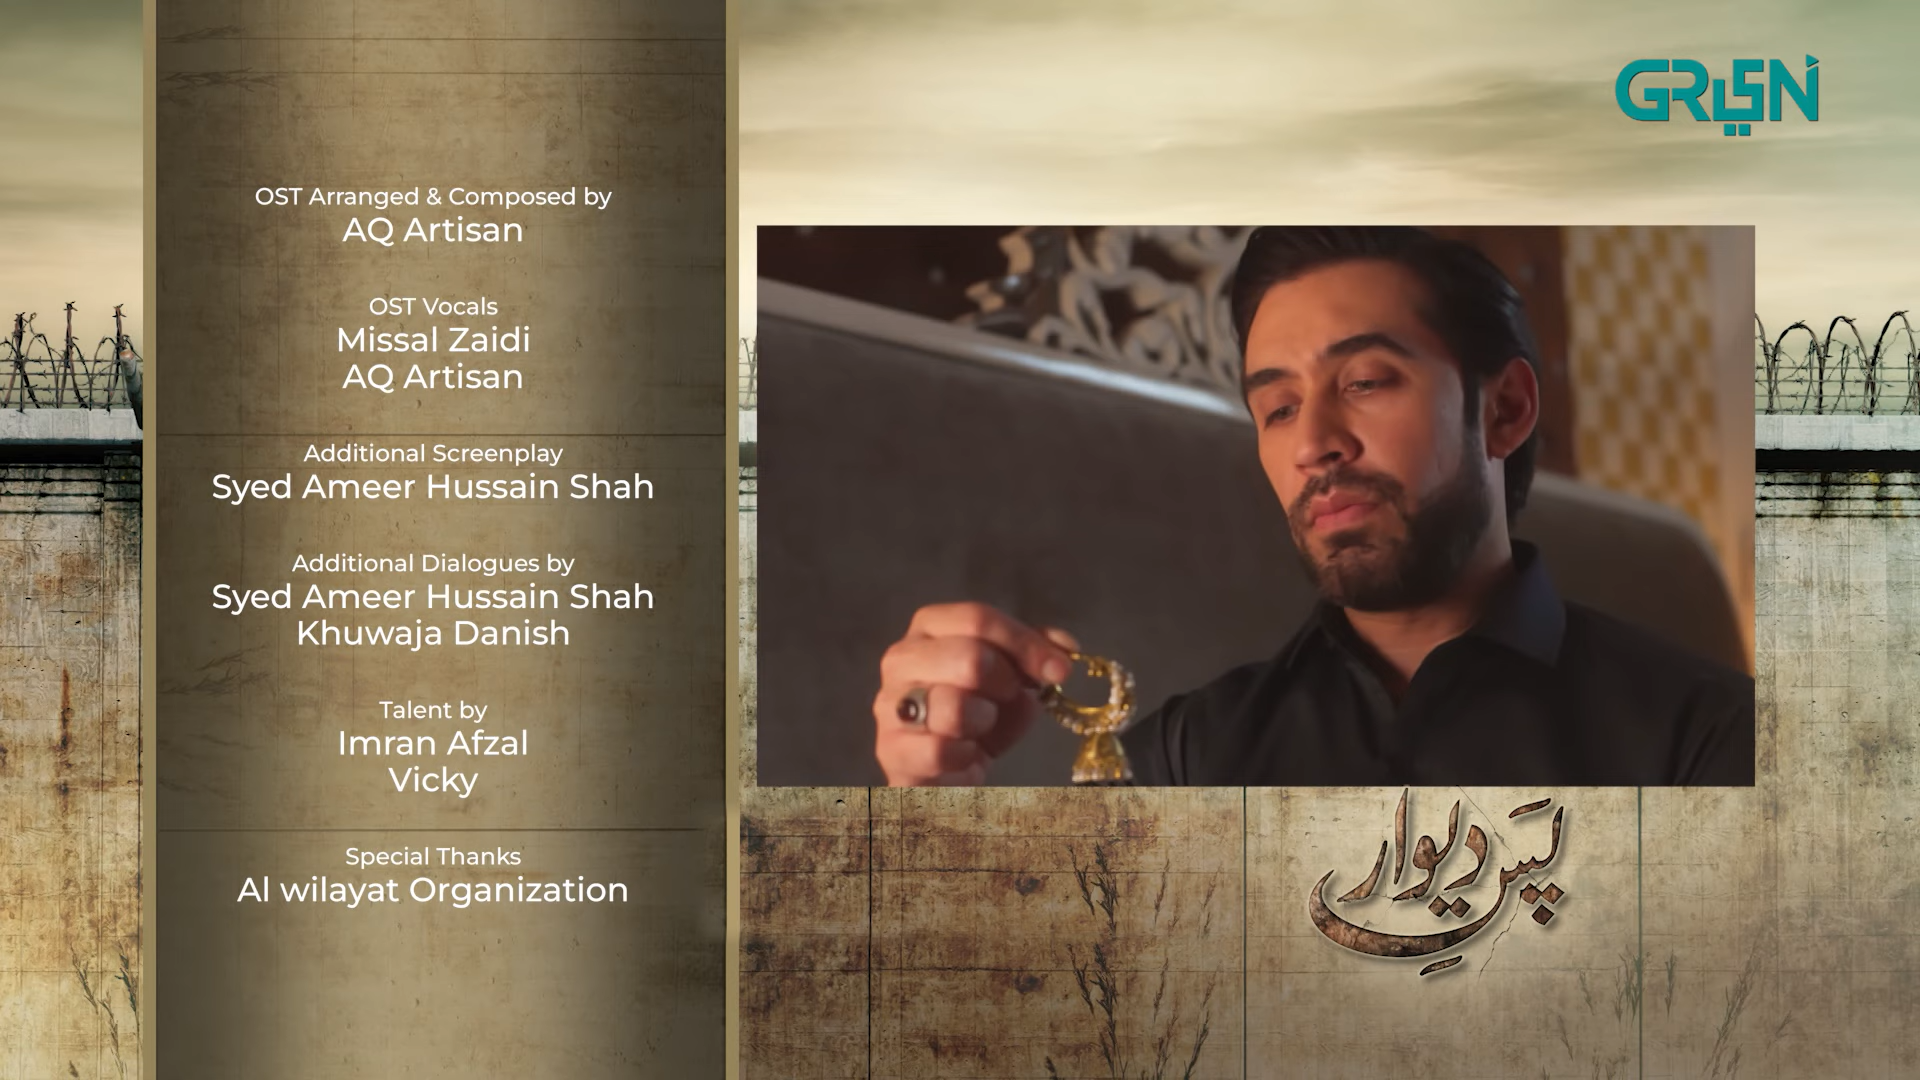 OST Arranged & Composed by
AQ Artisan
OST Vocals
Missal Zaidi
AQ Artisan
Additional Screenplay
Syed Ameer Hussain Shah
Additional Dialogues by
Syed Ameer Hussain Shah
Khuwaja Danish
Talent by
Imran Afzal
Vicky
Special Thanks
Al wilayat Organization
GREEN
پَسِ دیوار